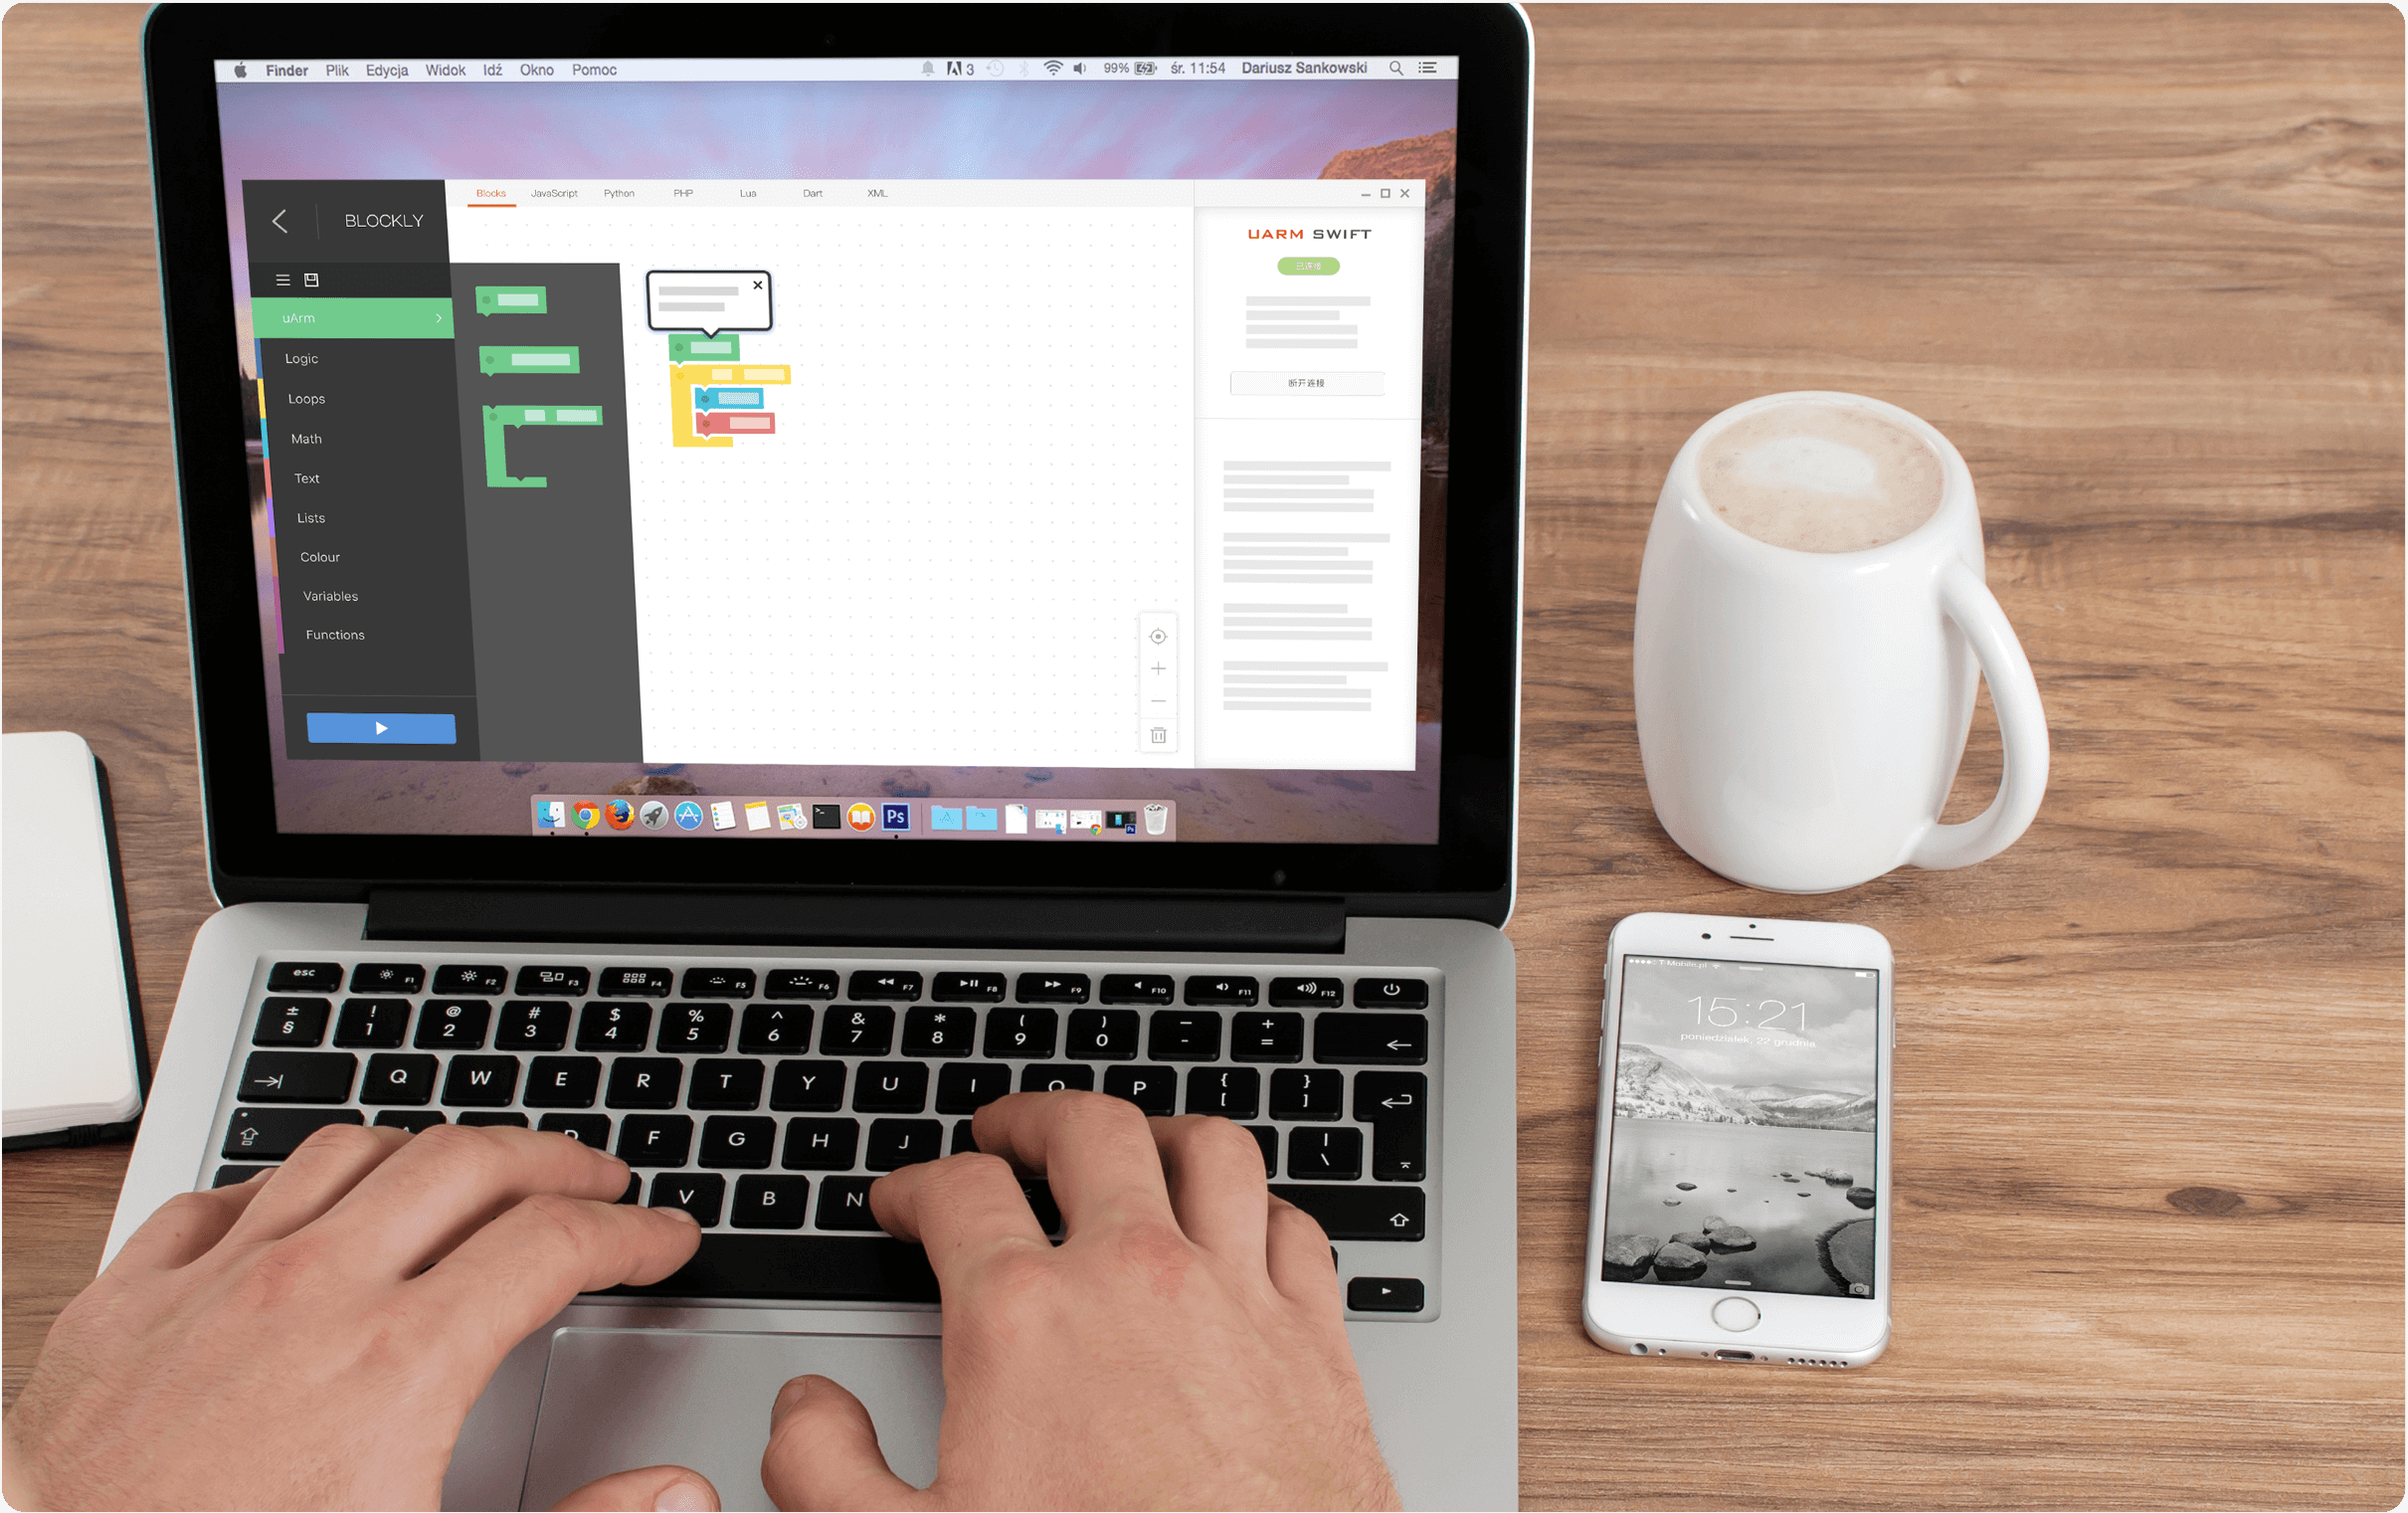 Finder Plik Edycja Widok Idź Okno Pomoc 3 99% śr. 11:54 Dariusz Sankowski
BLOCKLY
Blocks JavaScript Python PHP Lua Dart XML
uArm
Logic
Loops
Math
Text
Lists
Colour
Variables
Functions
UARM SWIFT
已连接
断开连接
Ps
esc F1 F2 F3 F4 F5 F6 F7 F8 F9 F10 F11 F12
± ! @ # $ % ^ & * ( ) – +
§ 1 2 3 4 5 6 7 8 9 0 - =
Q W E R T Y U I O P { }
[ ]
F G H J |
\
V B N
T-Mobile.pl
15:21
poniedziałek, 22 grudnia